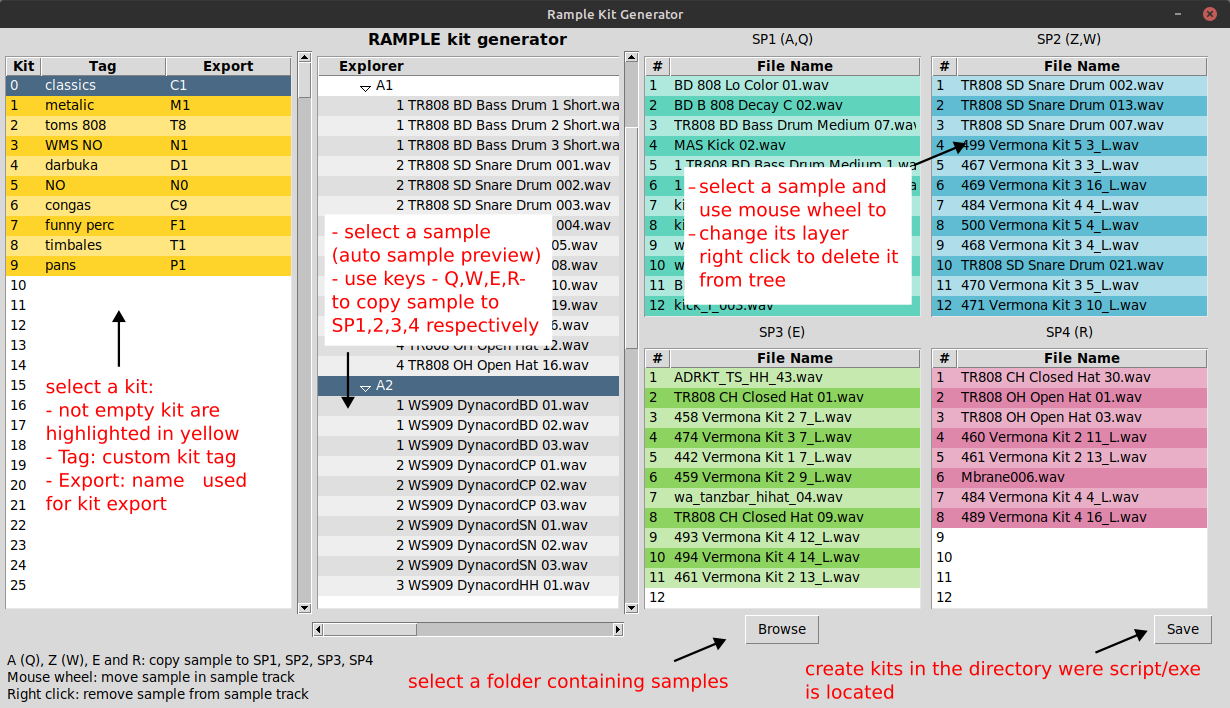 Rample Kit Generator
RAMPLE kit generator
Kit Tag Export
0 classics C1
1 metalic M1
2 toms 808 T8
3 WMS NO N1
4 darbuka D1
5 NO N0
6 congas C9
7 funny perc F1
8 timbales T1
9 pans P1
10
11
12
13
14
15
16
17
18
19
20
21
22
23
24
25
select a kit:
- not empty kit are
highlighted in yellow
- Tag: custom kit tag
- Export: name used
for kit export
Explorer
A1
1 TR808 BD Bass Drum 1 Short.wa
1 TR808 BD Bass Drum 2 Short.wa
1 TR808 BD Bass Drum 3 Short.wa
2 TR808 SD Snare Drum 001.wav
2 TR808 SD Snare Drum 002.wav
2 TR808 SD Snare Drum 003.wav
004.wav
05.wav
08.wav
10.wav
19.wav
6.wav
4 TR808 OH Open Hat 12.wav
4 TR808 OH Open Hat 16.wav
- select a sample
(auto sample preview)
- use keys - Q,W,E,R-
to copy sample to
SP1,2,3,4 respectively
A2
1 WS909 DynacordBD 01.wav
1 WS909 DynacordBD 02.wav
1 WS909 DynacordBD 03.wav
2 WS909 DynacordCP 01.wav
2 WS909 DynacordCP 02.wav
2 WS909 DynacordCP 03.wav
2 WS909 DynacordSN 01.wav
2 WS909 DynacordSN 02.wav
2 WS909 DynacordSN 03.wav
3 WS909 DynacordHH 01.wav
SP1 (A,Q)
# File Name
1 BD 808 Lo Color 01.wav
2 BD B 808 Decay C 02.wav
3 TR808 BD Bass Drum Medium 07.wav
4 MAS Kick 02.wav
5 1 TR808 BD Bass Drum Medium 1.wa
6 1
7 ki
8 ki
9 w
10 w
11 B
12 kick_r_003.wav
- select a sample and
use mouse wheel to
- change its layer
right click to delete it
from tree
SP2 (Z,W)
# File Name
1 TR808 SD Snare Drum 002.wav
2 TR808 SD Snare Drum 013.wav
3 TR808 SD Snare Drum 007.wav
4 499 Vermona Kit 5 3_L.wav
5 467 Vermona Kit 3 3_L.wav
6 469 Vermona Kit 3 16_L.wav
7 484 Vermona Kit 4 4_L.wav
8 500 Vermona Kit 5 4_L.wav
9 468 Vermona Kit 3 4_L.wav
10 TR808 SD Snare Drum 021.wav
11 470 Vermona Kit 3 5_L.wav
12 471 Vermona Kit 3 10_L.wav
SP3 (E)
# File Name
1 ADRKT_TS_HH_43.wav
2 TR808 CH Closed Hat 01.wav
3 458 Vermona Kit 2 7_L.wav
4 474 Vermona Kit 3 7_L.wav
5 442 Vermona Kit 1 7_L.wav
6 459 Vermona Kit 2 9_L.wav
7 wa_tanzbar_hihat_04.wav
8 TR808 CH Closed Hat 09.wav
9 493 Vermona Kit 4 12_L.wav
10 494 Vermona Kit 4 14_L.wav
11 461 Vermona Kit 2 13_L.wav
12
SP4 (R)
# File Name
1 TR808 CH Closed Hat 30.wav
2 TR808 OH Open Hat 01.wav
3 TR808 OH Open Hat 03.wav
4 460 Vermona Kit 2 11_L.wav
5 461 Vermona Kit 2 13_L.wav
6 Mbrane006.wav
7 484 Vermona Kit 4 4_L.wav
8 489 Vermona Kit 4 16_L.wav
9
10
11
12
Browse
Save
A (Q), Z (W), E and R: copy sample to SP1, SP2, SP3, SP4
Mouse wheel: move sample in sample track
Right click: remove sample from sample track
select a folder containing samples
create kits in the directory were script/exe
is located